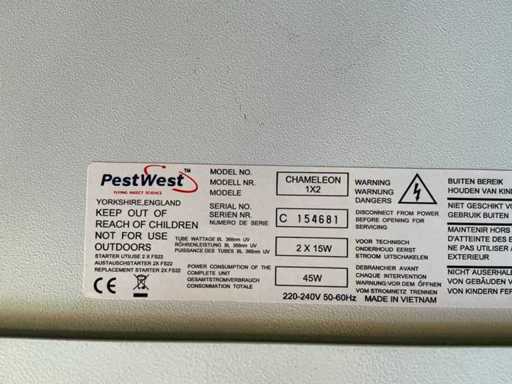 PestWest™
FLYING INSECT SCIENCE
YORKSHIRE, ENGLAND
KEEP OUT OF
REACH OF CHILDREN
NOT FOR USE
OUTDOORS
STARTER UTILISE 2 X FS22
AUSTAUSCHSTARTER 2X FS22
REPLACEMENT STARTER 2X FS22
MODEL NO.
MODELL NR.
MODELE
CHAMELEON
1X2
SERIAL NO.
SERIEN NR.
NUMERO DE SERIE
C 154681
TUBE WATTAGE BL 368nm UV
RÖHRENLEISTUNG BL 368nm UV
PUISSANCE DES TUBES BL 368nm UV
2 X 15W
POWER CONSUMPTION OF THE
COMPLETE UNIT
GESAMTSTROMVERBRAUCH
CONSOMMATION TOTALE
45W
220-240V 50-60Hz
WARNING
WARNUNG
DANGERS
DISCONNECT FROM POWER
BEFORE OPENING FOR
SERVICING
VOOR TECHNISCH
ONDERHOUD EERST
STROOM UITSCHAKELEN
DEBRANCHER AVANT
CHAQUE INTERVENTION
WARTUNG DAS GERÄT
VOM STROMNETZ TRENNEN
MADE IN VIETNAM
BUITEN BEREIK
HOUDEN VAN KIN
NIET GESCHIKT VO
GEBRUIK BUITEN
MAINTENIR HORS
D'ATTEINTE DES E
NE PAS UTILISER
EXTERIEUR
NICHT AUSSERHAL
VON GEBÄUDEN
VON KINDERN FER